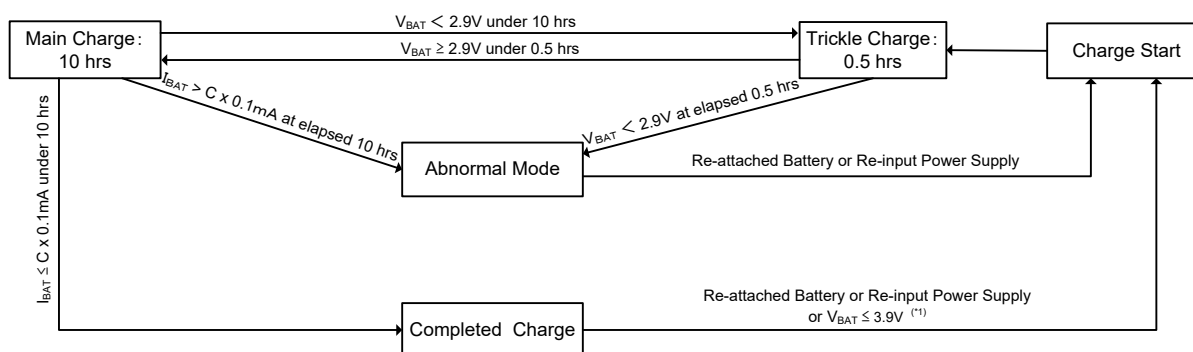 V_BAT < 2.9V under 10 hrs
Main Charge:
10 hrs
V_BAT ≥ 2.9V under 0.5 hrs
Trickle Charge:
0.5 hrs
Charge Start
I_BAT > C x 0.1mA at elapsed 10 hrs
V_BAT < 2.9V at elapsed 0.5 hrs
I_BAT ≤ C x 0.1mA under 10 hrs
Abnormal Mode
Re-attached Battery or Re-input Power Supply
Completed Charge
Re-attached Battery or Re-input Power Supply
or V_BAT ≤ 3.9V (*1)